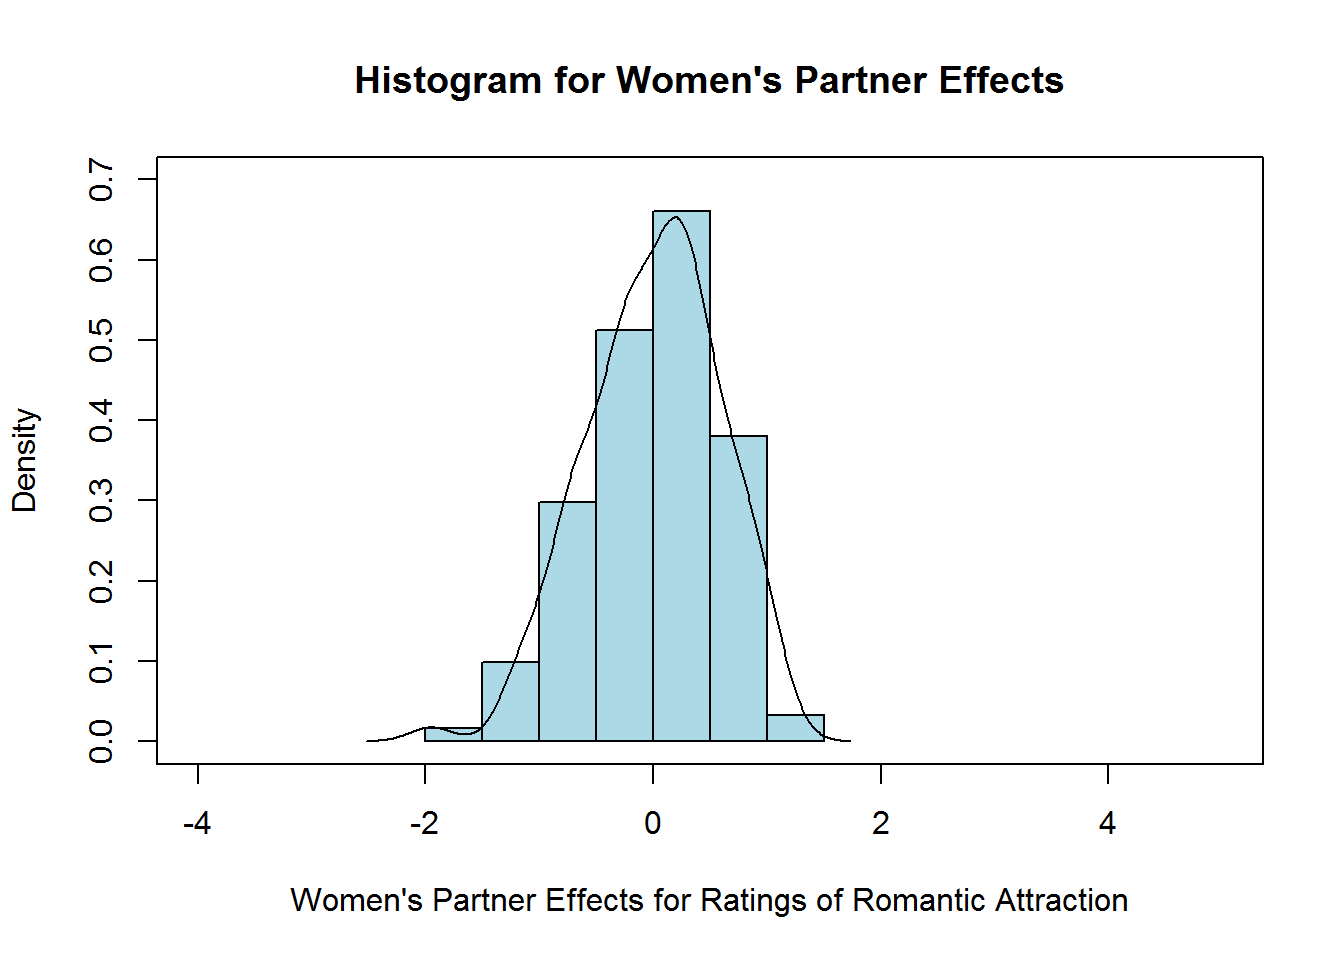 Histogram for Women's Partner Effects
Density
0.7
0.6
0.5
0.4
0.3
0.2
0.1
0.0
-4 -2 0 2 4
Women's Partner Effects for Ratings of Romantic Attraction